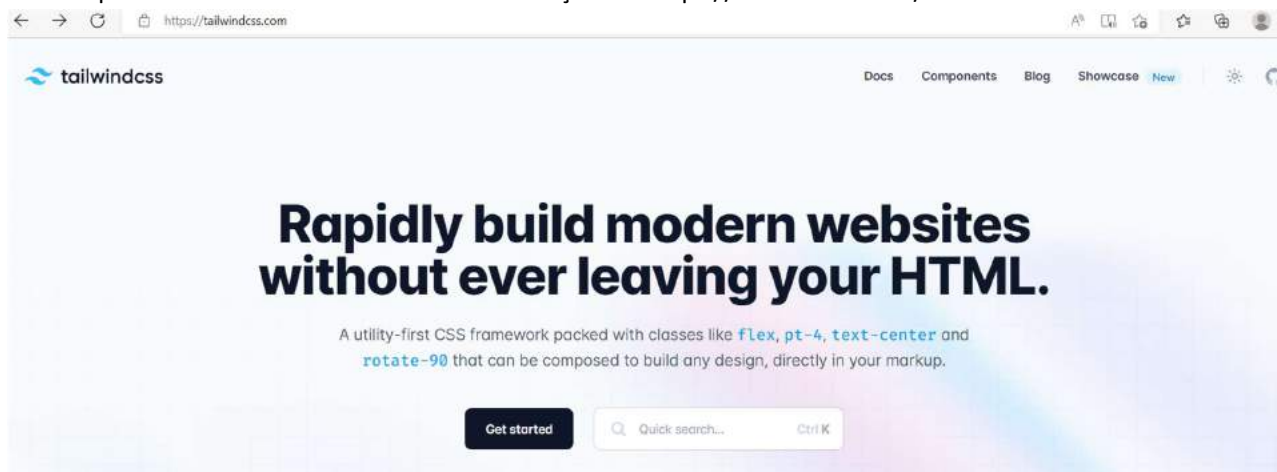 https://tailwindcss.com
tailwindcss
Docs Components Blog Showcase New
Rapidly build modern websites
without ever leaving your HTML.
A utility-first CSS framework packed with classes like flex, pt-4, text-center and
rotate-90 that can be composed to build any design, directly in your markup.
Get started Quick search... Ctrl K